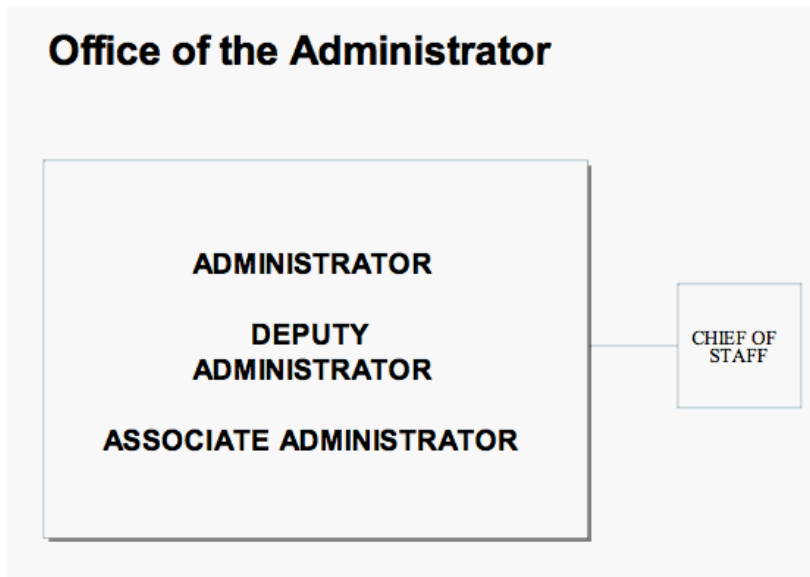 Office of the Administrator
ADMINISTRATOR
DEPUTY
ADMINISTRATOR
ASSOCIATE ADMINISTRATOR
CHIEF OF
STAFF